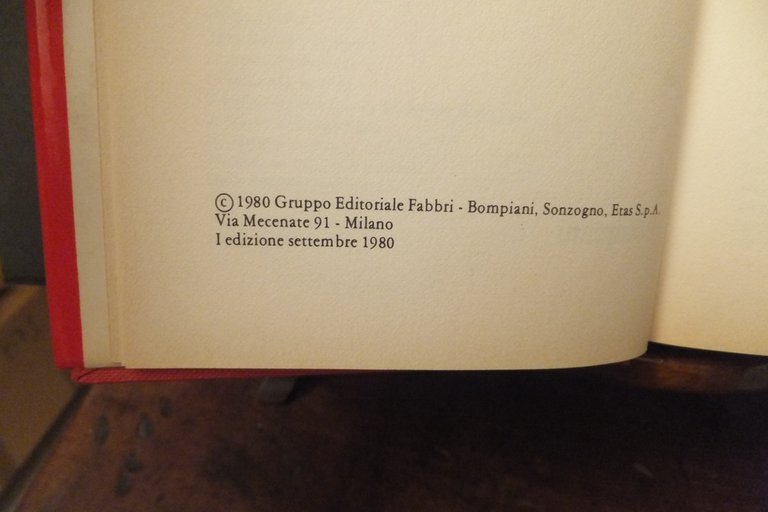 © 1980 Gruppo Editoriale Fabbri - Bompiani, Sonzogno, Etas S.p.A.
Via Mecenate 91 - Milano
I edizione settembre 1980